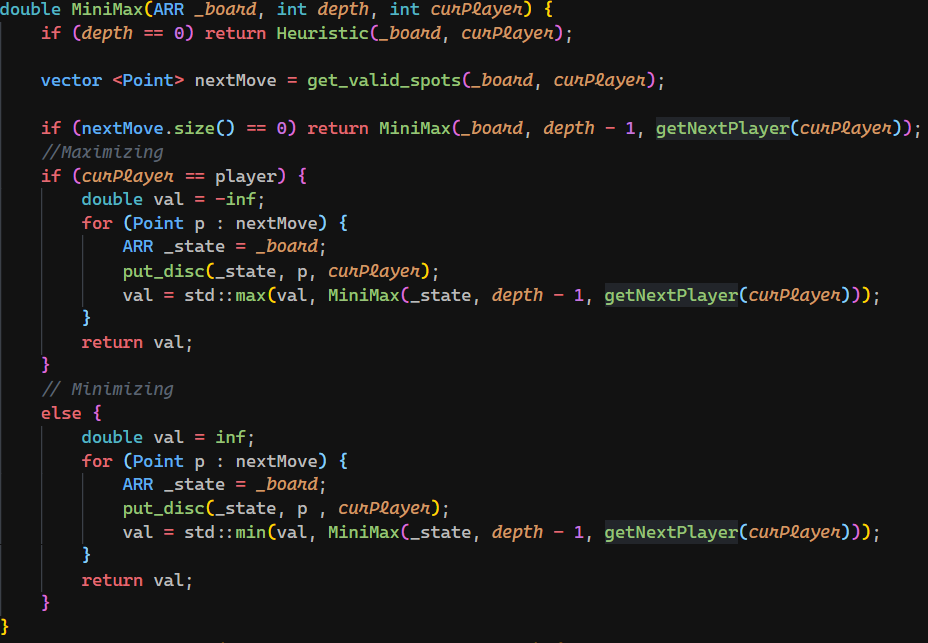 double MiniMax(ARR _board, int depth, int curPlayer) {
    if (depth == 0) return Heuristic(_board, curPlayer);

    vector <Point> nextMove = get_valid_spots(_board, curPlayer);

    if (nextMove.size() == 0) return MiniMax(_board, depth - 1, getNextPlayer(curPlayer));
    //Maximizing
    if (curPlayer == player) {
        double val = -inf;
        for (Point p : nextMove) {
            ARR _state = _board;
            put_disc(_state, p, curPlayer);
            val = std::max(val, MiniMax(_state, depth - 1, getNextPlayer(curPlayer)));
        }
        return val;
    }
    // Minimizing
    else {
        double val = inf;
        for (Point p : nextMove) {
            ARR _state = _board;
            put_disc(_state, p , curPlayer);
            val = std::min(val, MiniMax(_state, depth - 1, getNextPlayer(curPlayer)));
        }
        return val;
    }
}